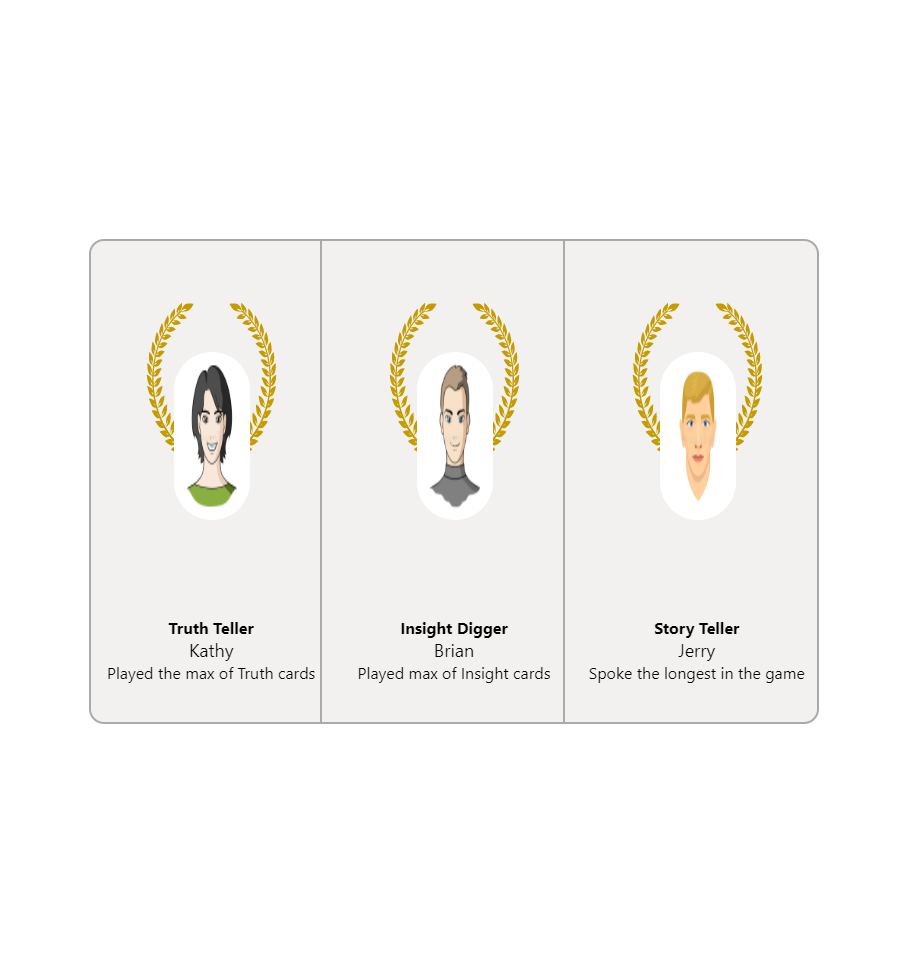 Truth Teller
Kathy
Played the max of Truth cards
Insight Digger
Brian
Played max of Insight cards
Story Teller
Jerry
Spoke the longest in the game